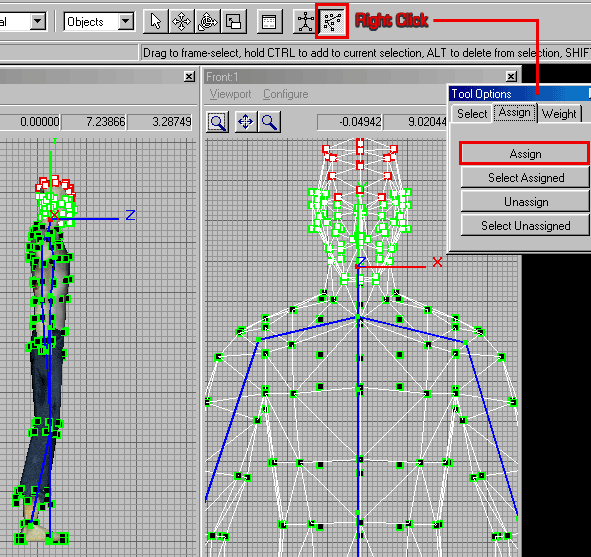 al
Objects
Right Click
Drag to frame-select, hold CTRL to add to current selection, ALT to delete from selection, SHIF
Front:1
Viewport Configure
0.00000 7.23866 3.28749
-0.04942 9.02044
Tool Options
Select Assign Weight
Assign
Select Assigned
Unassign
Select Unassigned
Y
X
Z
Y
Z
X